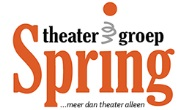 theater groep
Spring
...meer dan theater alleen